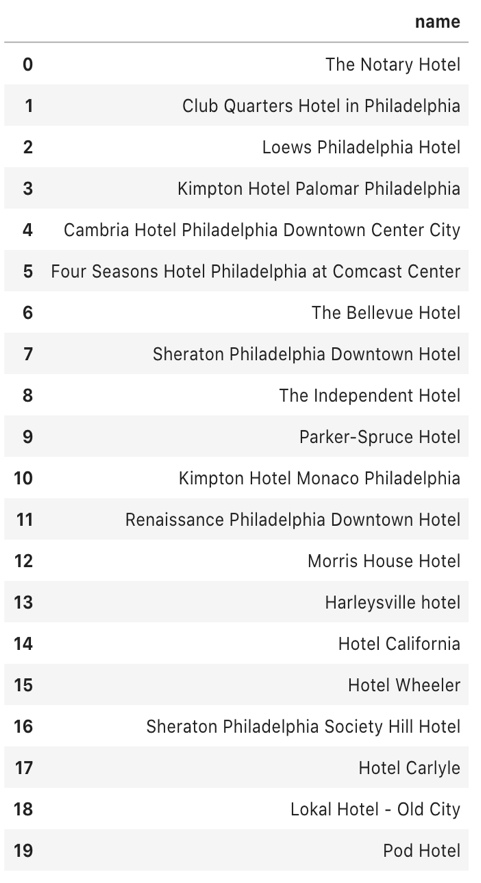 name
0 The Notary Hotel
1 Club Quarters Hotel in Philadelphia
2 Loews Philadelphia Hotel
3 Kimpton Hotel Palomar Philadelphia
4 Cambria Hotel Philadelphia Downtown Center City
5 Four Seasons Hotel Philadelphia at Comcast Center
6 The Bellevue Hotel
7 Sheraton Philadelphia Downtown Hotel
8 The Independent Hotel
9 Parker-Spruce Hotel
10 Kimpton Hotel Monaco Philadelphia
11 Renaissance Philadelphia Downtown Hotel
12 Morris House Hotel
13 Harleysville hotel
14 Hotel California
15 Hotel Wheeler
16 Sheraton Philadelphia Society Hill Hotel
17 Hotel Carlyle
18 Lokal Hotel - Old City
19 Pod Hotel